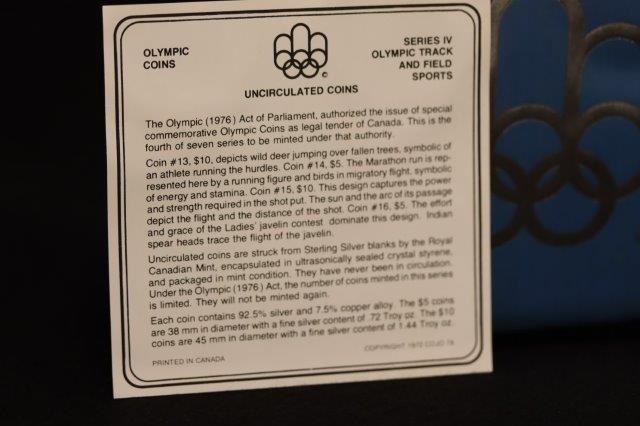 OLYMPIC
COINS
SERIES IV
OLYMPIC TRACK
AND FIELD
SPORTS
©
UNCIRCULATED COINS
The Olympic (1976) Act of Parliament, authorized the issue of special
commemorative Olympic Coins as legal tender of Canada. This is the
fourth of seven series to be minted under that authority.
Coin #13, $10, depicts wild deer jumping over fallen trees, symbolic of
an athlete running the hurdles. Coin #14, $5. The Marathon run is rep-
resented here by a running figure and birds in migratory flight, symbolic
of energy and stamina. Coin #15, $10. This design captures the power
and strength required in the shot put. The sun and the arc of its passage
depict the flight and the distance of the shot. Coin #16, $5. The effort
and grace of the Ladies' javelin contest dominate this design. Indian
spear heads trace the flight of the javelin.
Uncirculated coins are struck from Sterling Silver blanks by the Royal
Canadian Mint, encapsulated in ultrasonically sealed crystal styrene,
and packaged in mint condition. They have never been in circulation.
Under the Olympic (1976) Act, the number of coins minted in this series
is limited. They will not be minted again.
Each coin contains 92.5% silver and 7.5% copper alloy. The $5 coins
are 38 mm in diameter with a fine silver content of .72 Troy oz. The $10
coins are 45 mm in diameter with a fine silver content of 1.44 Troy oz.
PRINTED IN CANADA
COPYRIGHT COJO 76